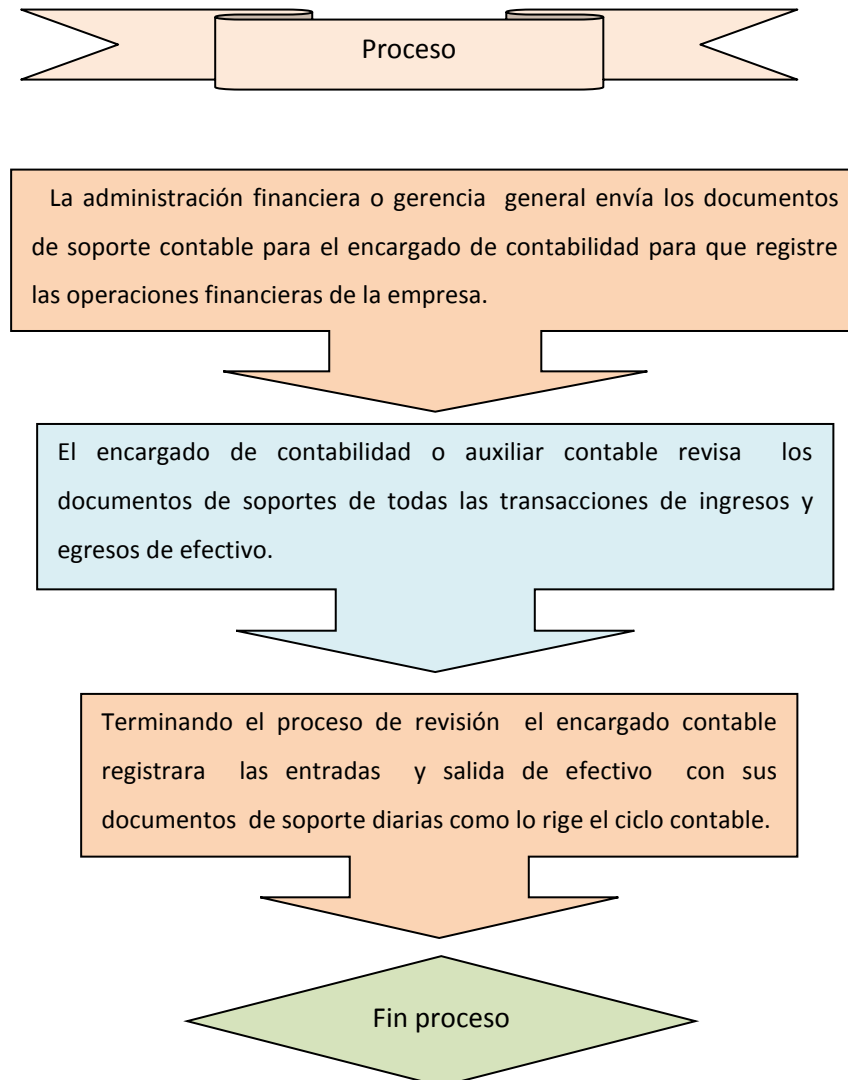 Proceso
La administración financiera o gerencia general envía los documentos
de soporte contable para el encargado de contabilidad para que registre
las operaciones financieras de la empresa.
El encargado de contabilidad o auxiliar contable revisa los
documentos de soportes de todas las transacciones de ingresos y
egresos de efectivo.
Terminando el proceso de revisión el encargado contable
registrara las entradas y salida de efectivo con sus
documentos de soporte diarias como lo rige el ciclo contable.
Fin proceso